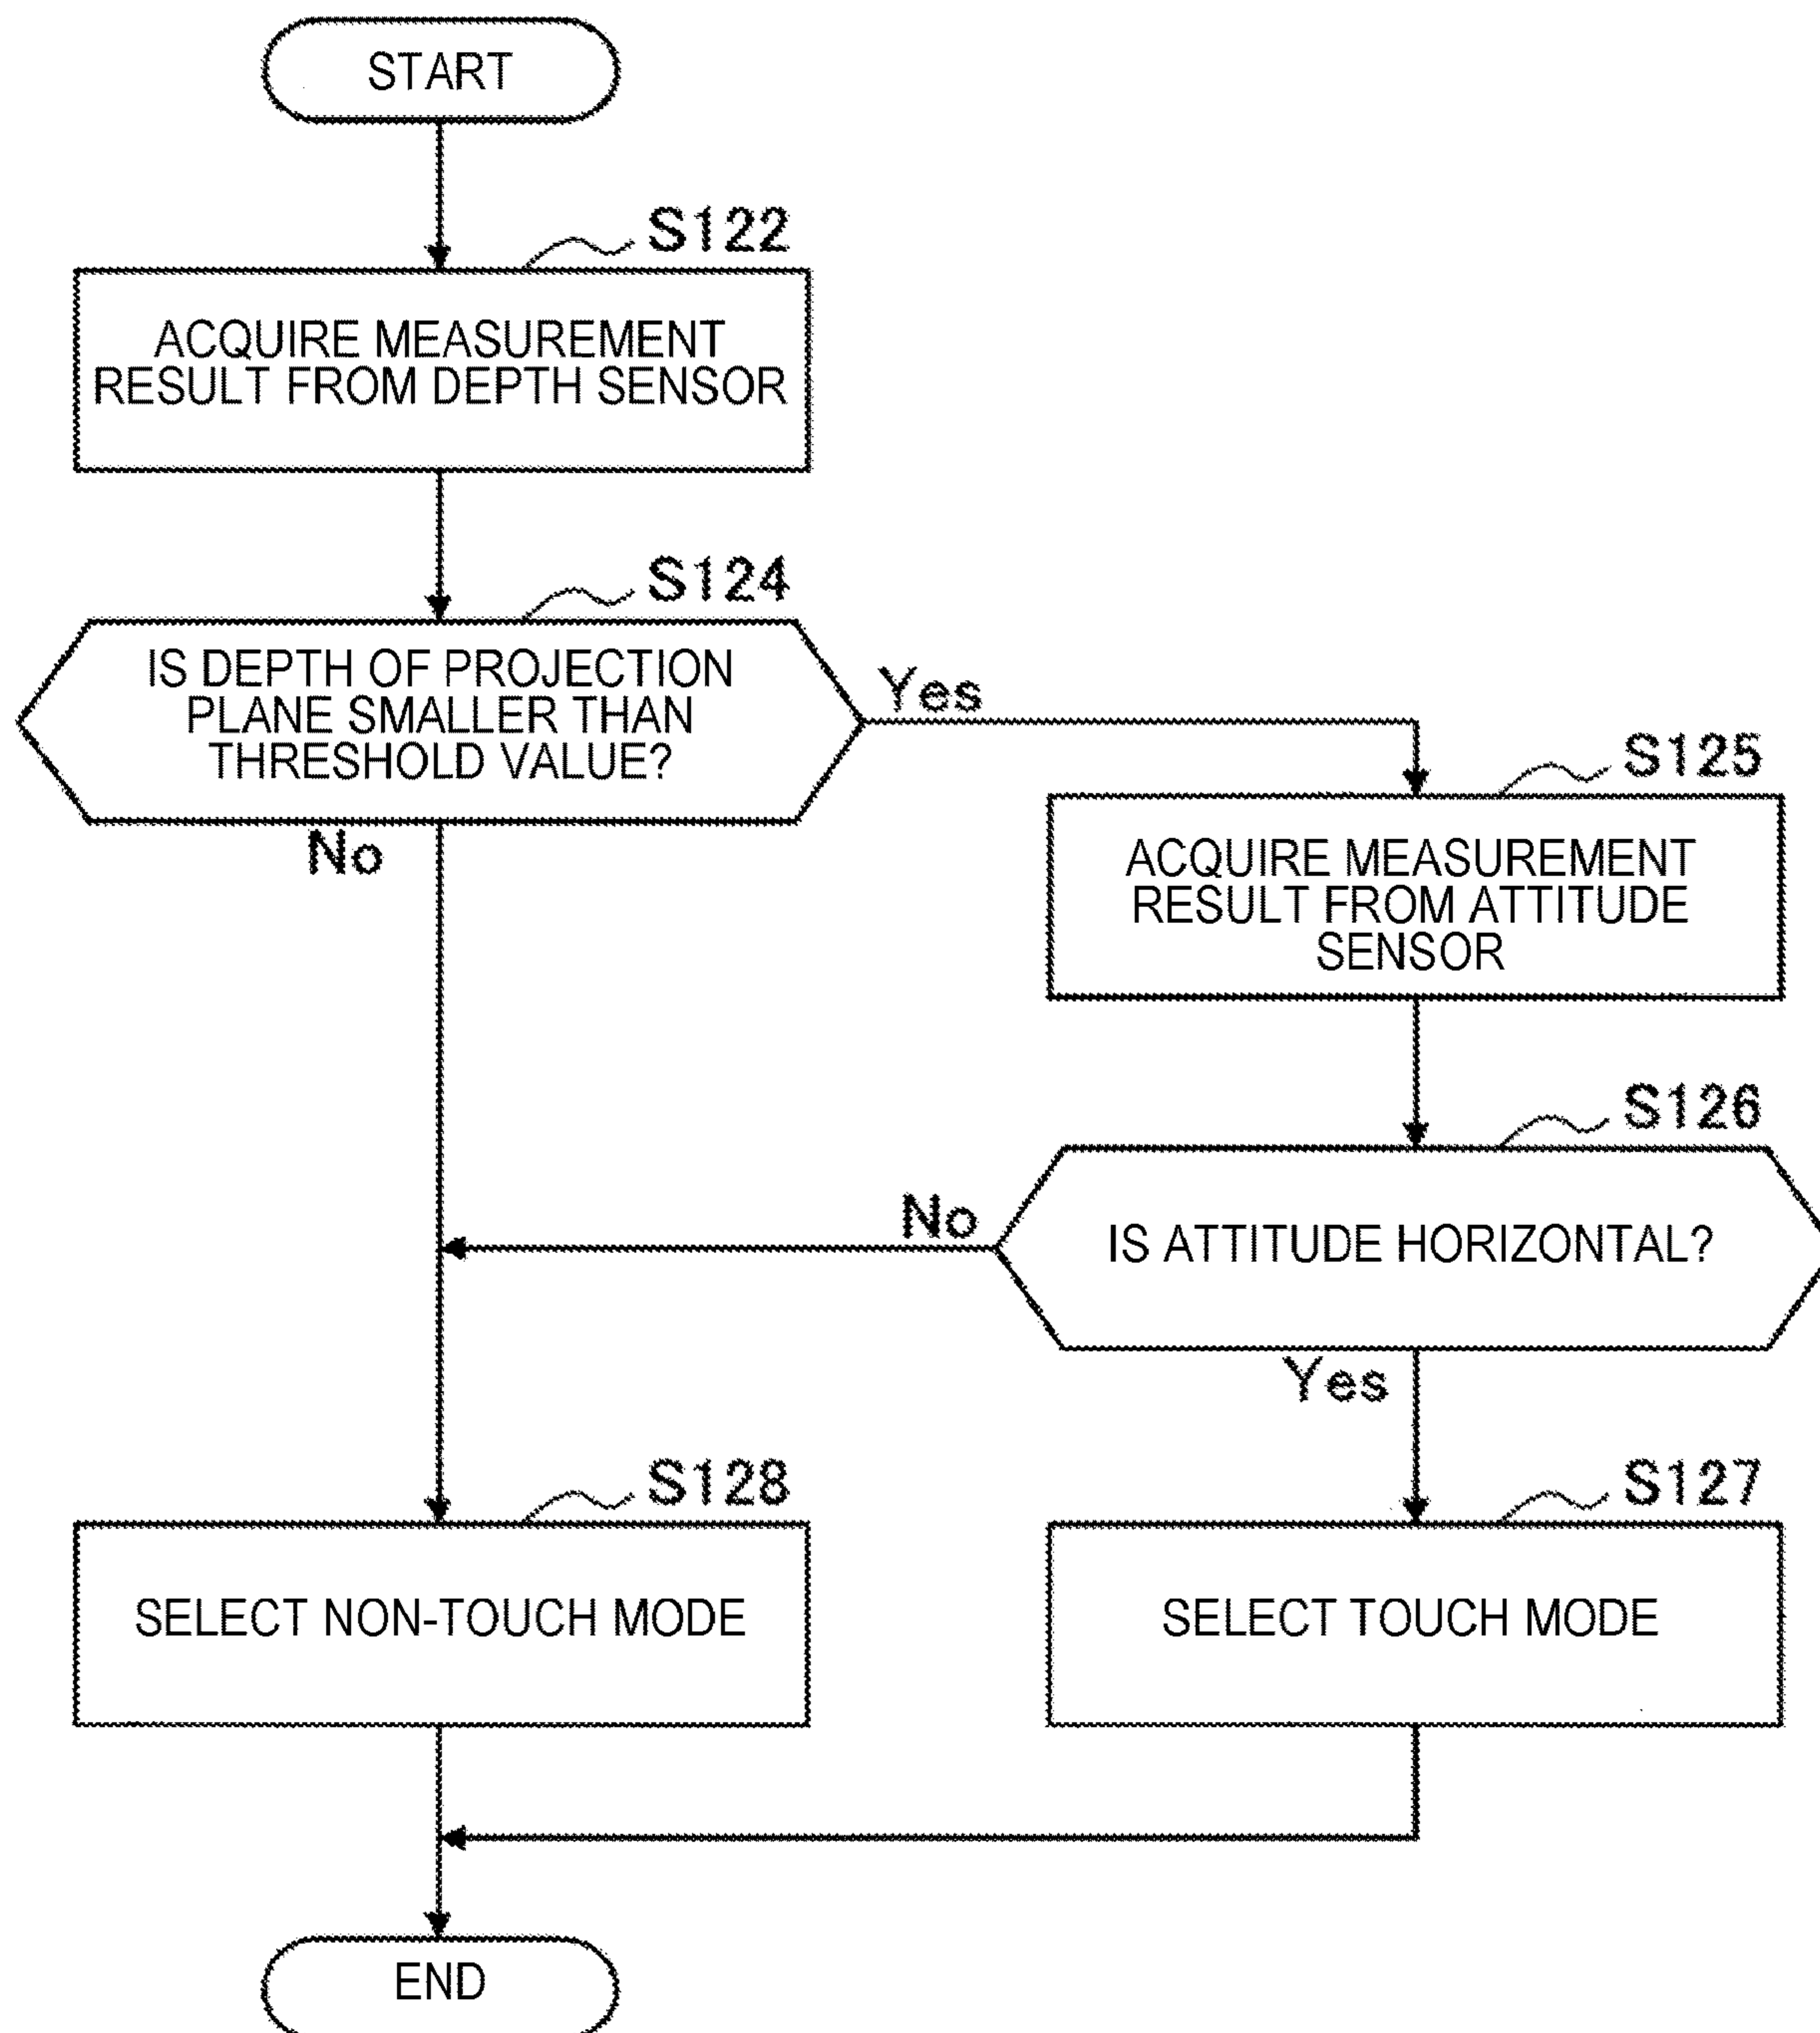 START
S122
ACQUIRE MEASUREMENT
RESULT FROM DEPTH SENSOR
S124
IS DEPTH OF PROJECTION
PLANE SMALLER THAN
THRESHOLD VALUE?
Yes
No
S125
ACQUIRE MEASUREMENT
RESULT FROM ATTITUDE
SENSOR
S126
IS ATTITUDE HORIZONTAL?
No
Yes
S128
SELECT NON-TOUCH MODE
S127
SELECT TOUCH MODE
END